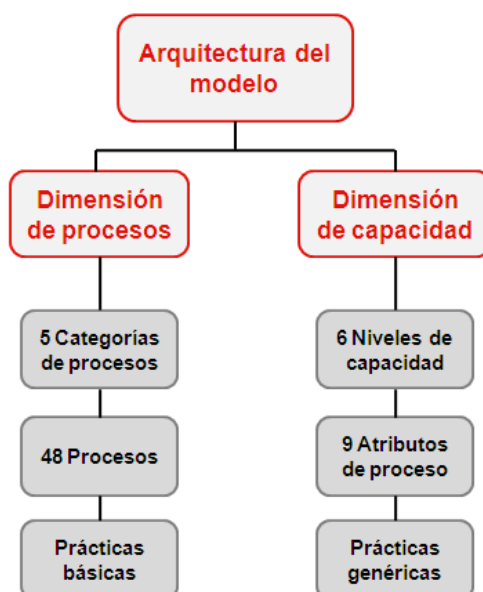 Arquitectura del
modelo
Dimensión
de procesos
Dimensión
de capacidad
5 Categorías
de procesos
6 Niveles de
capacidad
48 Procesos
9 Atributos
de proceso
Prácticas
básicas
Prácticas
genéricas